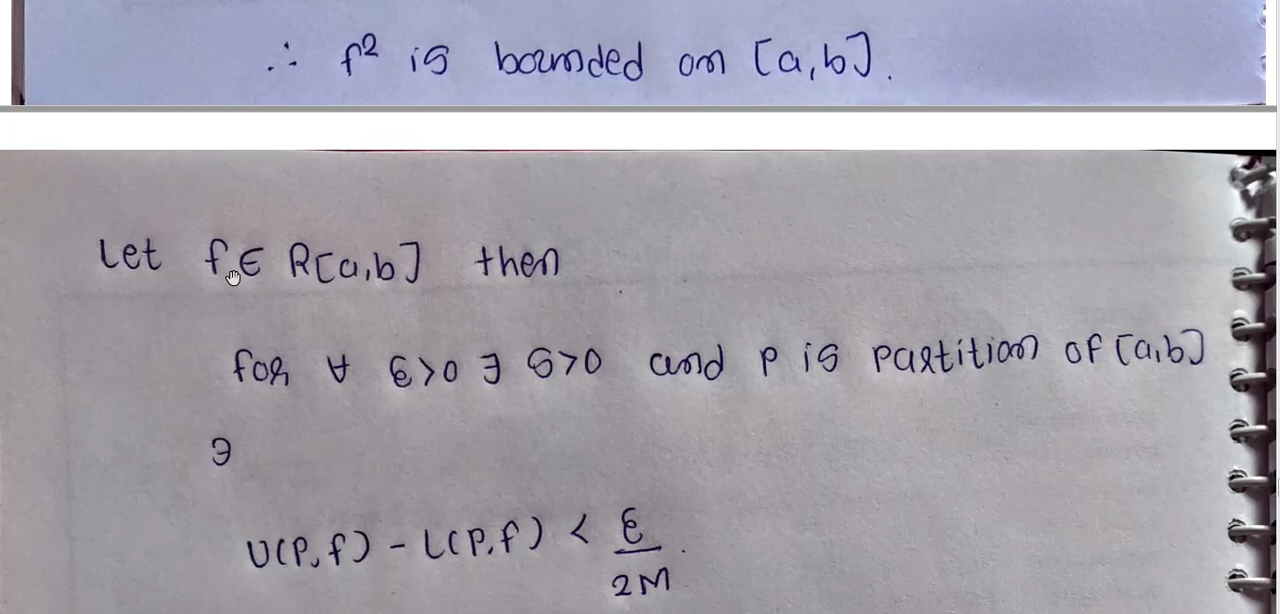 ∴ f² is bounded on [a,b].
Let f ∈ R[a,b] then
for ∀ ε>0 ∃ δ>0 and P is partition of [a,b]
∋
U(P,f) - L(P,f) < ε/2M.